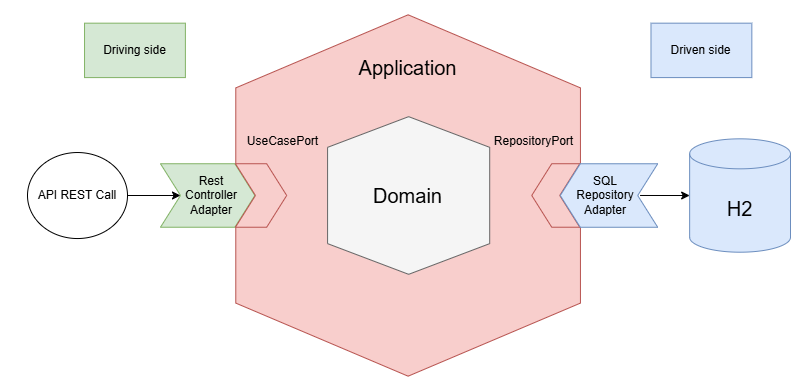 Driving side
Driven side
Application
UseCasePort
RepositoryPort
API REST Call
Rest
Controller
Adapter
Domain
SQL
Repository
Adapter
H2